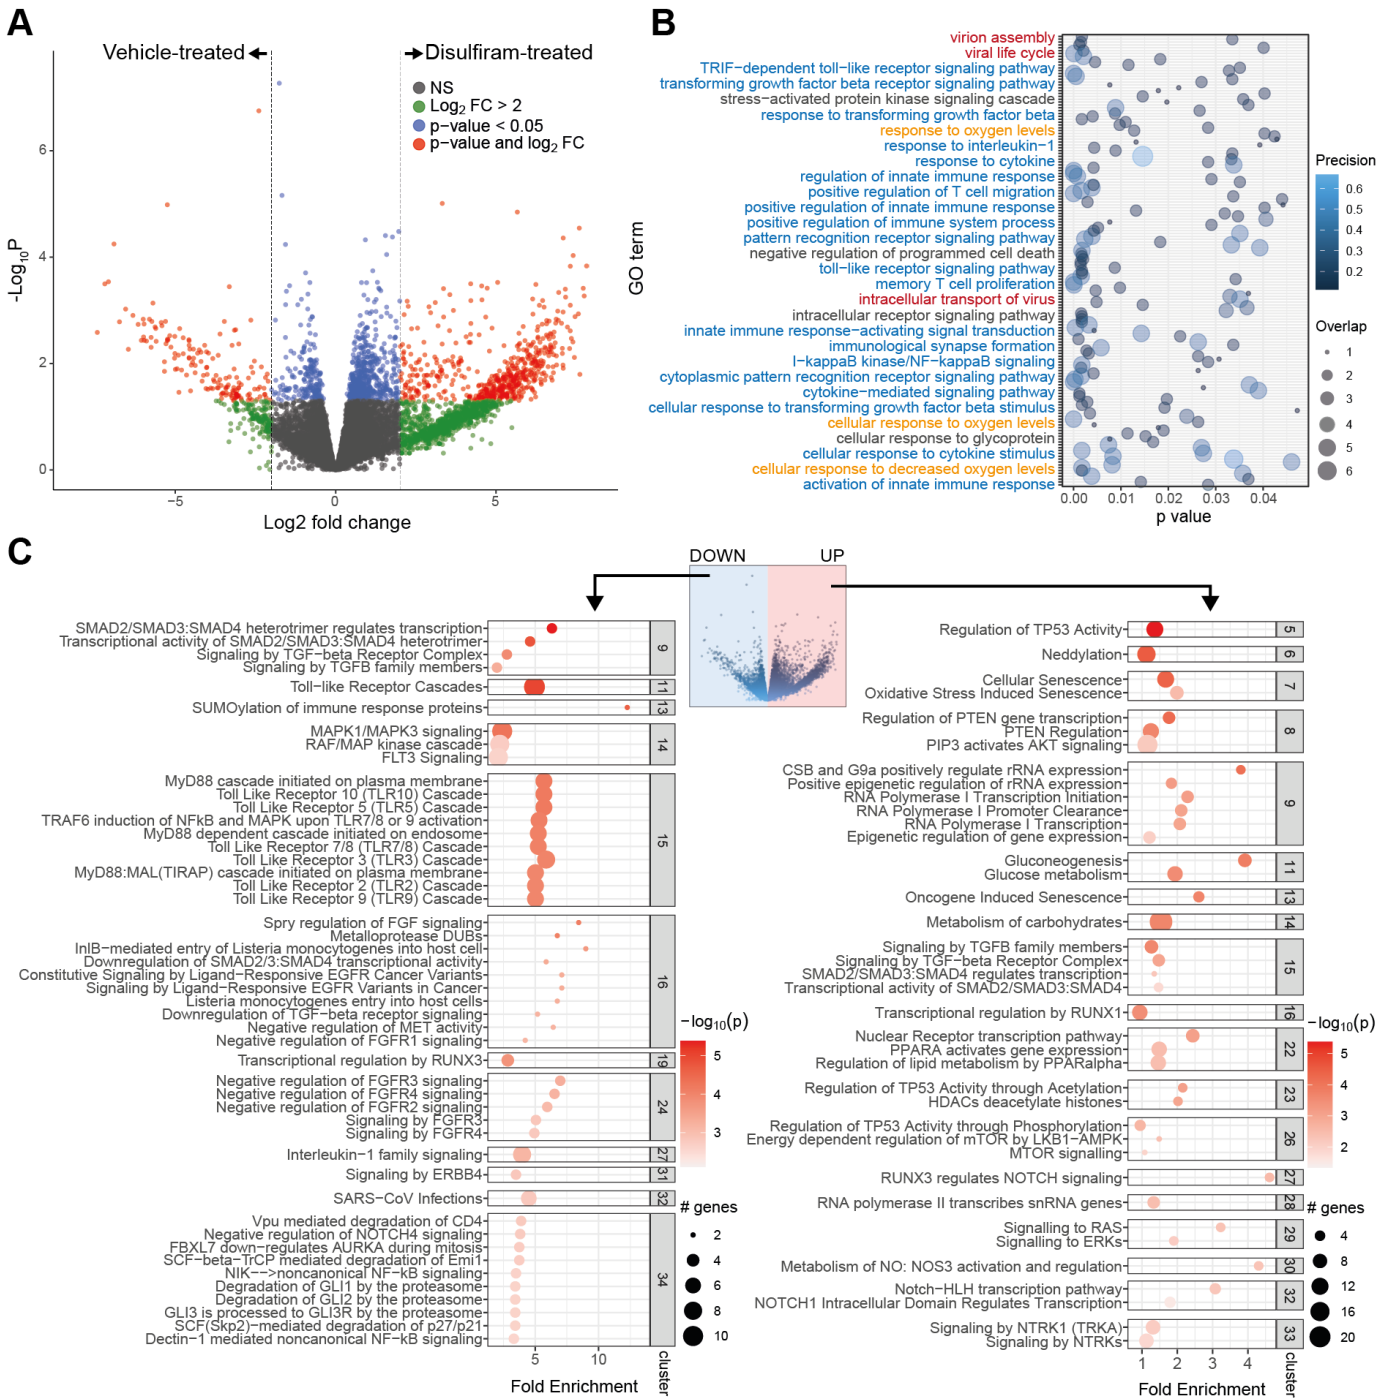 A
Vehicle-treated
Disulfiram-treated
NS
Log2 FC > 2
p-value < 0.05
p-value and log2 FC
-Log10P
6
4
2
0
−5
0
5
Log2 fold change
B
GO term
virion assembly
viral life cycle
TRIF−dependent toll−like receptor signaling pathway
transforming growth factor beta receptor signaling pathway
stress−activated protein kinase signaling cascade
response to transforming growth factor beta
response to oxygen levels
response to interleukin−1
response to cytokine
regulation of innate immune response
positive regulation of T cell migration
positive regulation of innate immune response
positive regulation of immune system process
pattern recognition receptor signaling pathway
negative regulation of programmed cell death
toll−like receptor signaling pathway
memory T cell proliferation
intracellular transport of virus
intracellular receptor signaling pathway
innate immune response−activating signal transduction
immunological synapse formation
I−kappaB kinase/NF−kappaB signaling
cytoplasmic pattern recognition receptor signaling pathway
cytokine−mediated signaling pathway
cellular response to transforming growth factor beta stimulus
cellular response to oxygen levels
cellular response to glycoprotein
cellular response to cytokine stimulus
cellular response to decreased oxygen levels
activation of innate immune response
0.00
0.01
0.02
0.03
0.04
p value
Precision
0.6
0.5
0.4
0.3
0.2
Overlap
1
2
3
4
5
6
C
DOWN
UP
SMAD2/SMAD3:SMAD4 heterotrimer regulates transcription
Transcriptional activity of SMAD2/SMAD3:SMAD4 heterotrimer
Signaling by TGF−beta Receptor Complex
Signaling by TGFB family members
9
Toll−like Receptor Cascades
11
SUMOylation of immune response proteins
13
MAPK1/MAPK3 signaling
RAF/MAP kinase cascade
FLT3 Signaling
14
MyD88 cascade initiated on plasma membrane
Toll Like Receptor 10 (TLR10) Cascade
Toll Like Receptor 5 (TLR5) Cascade
TRAF6 induction of NFkB and MAPK upon TLR7/8 or 9 activation
MyD88 dependent cascade initiated on endosome
Toll Like Receptor 7/8 (TLR7/8) Cascade
Toll Like Receptor 3 (TLR3) Cascade
MyD88:MAL(TIRAP) cascade initiated on plasma membrane
Toll Like Receptor 2 (TLR2) Cascade
Toll Like Receptor 9 (TLR9) Cascade
15
Spry regulation of FGF signaling
Metalloprotease DUBs
InlB−mediated entry of Listeria monocytogenes into host cell
Downregulation of SMAD2/3:SMAD4 transcriptional activity
Constitutive Signaling by Ligand−Responsive EGFR Cancer Variants
Signaling by Ligand−Responsive EGFR Variants in Cancer
Listeria monocytogenes entry into host cells
Downregulation of TGF−beta receptor signaling
Negative regulation of MET activity
Negative regulation of FGFR1 signaling
16
Transcriptional regulation by RUNX3
19
Negative regulation of FGFR3 signaling
Negative regulation of FGFR4 signaling
Negative regulation of FGFR2 signaling
Signaling by FGFR3
Signaling by FGFR4
24
Interleukin−1 family signaling
27
Signaling by ERBB4
31
SARS−CoV Infections
32
Vpu mediated degradation of CD4
Negative regulation of NOTCH4 signaling
FBXL7 down−regulates AURKA during mitosis
SCF−beta−TrCP mediated degradation of Emi1
NIK−−>noncanonical NF−kB signaling
Degradation of GLI1 by the proteasome
Degradation of GLI2 by the proteasome
GLI3 is processed to GLI3R by the proteasome
SCF(Skp2)−mediated degradation of p27/p21
Dectin−1 mediated noncanonical NF−kB signaling
34
5
10
Fold Enrichment
cluster
−log10(p)
5
4
3
# genes
2
4
6
8
10
Regulation of TP53 Activity
5
Neddylation
6
Cellular Senescence
Oxidative Stress Induced Senescence
7
Regulation of PTEN gene transcription
PTEN Regulation
PIP3 activates AKT signaling
8
CSB and G9a positively regulate rRNA expression
Positive epigenetic regulation of rRNA expression
RNA Polymerase I Transcription Initiation
RNA Polymerase I Promoter Clearance
RNA Polymerase I Transcription
Epigenetic regulation of gene expression
9
Gluconeogenesis
Glucose metabolism
11
Oncogene Induced Senescence
13
Metabolism of carbohydrates
14
Signaling by TGFB family members
Signaling by TGF−beta Receptor Complex
SMAD2/SMAD3:SMAD4 regulates transcription
Transcriptional activity of SMAD2/SMAD3:SMAD4
15
Transcriptional regulation by RUNX1
16
Nuclear Receptor transcription pathway
PPARA activates gene expression
Regulation of lipid metabolism by PPARalpha
22
Regulation of TP53 Activity through Acetylation
HDACs deacetylate histones
23
Regulation of TP53 Activity through Phosphorylation
Energy dependent regulation of mTOR by LKB1−AMPK
MTOR signalling
26
RUNX3 regulates NOTCH signaling
27
RNA polymerase II transcribes snRNA genes
28
Signalling to RAS
Signalling to ERKs
29
Metabolism of NO: NOS3 activation and regulation
30
Notch−HLH transcription pathway
NOTCH1 Intracellular Domain Regulates Transcription
32
Signaling by NTRK1 (TRKA)
Signaling by NTRKs
33
1
2
3
4
Fold Enrichment
cluster
−log10(p)
5
4
3
2
# genes
4
8
12
16
20